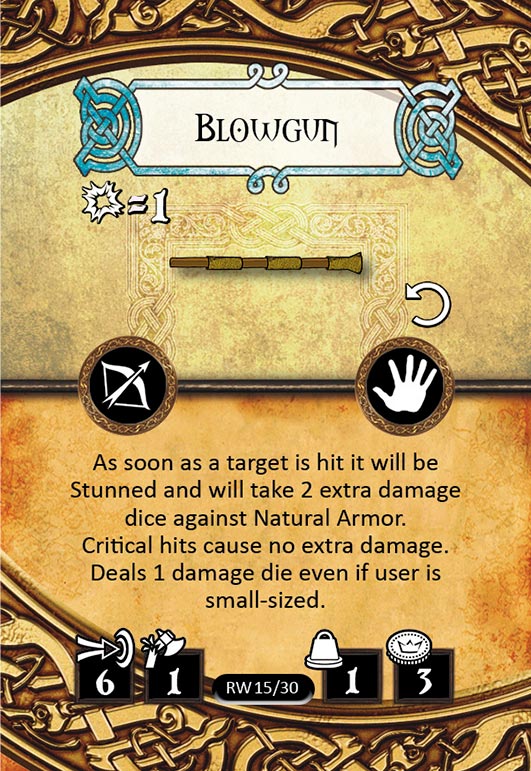 Blowgun
=1
As soon as a target is hit it will be
Stunned and will take 2 extra damage
dice against Natural Armor.
Critical hits cause no extra damage.
Deals 1 damage die even if user is
small-sized.
6 1 RW 15/30 1 3